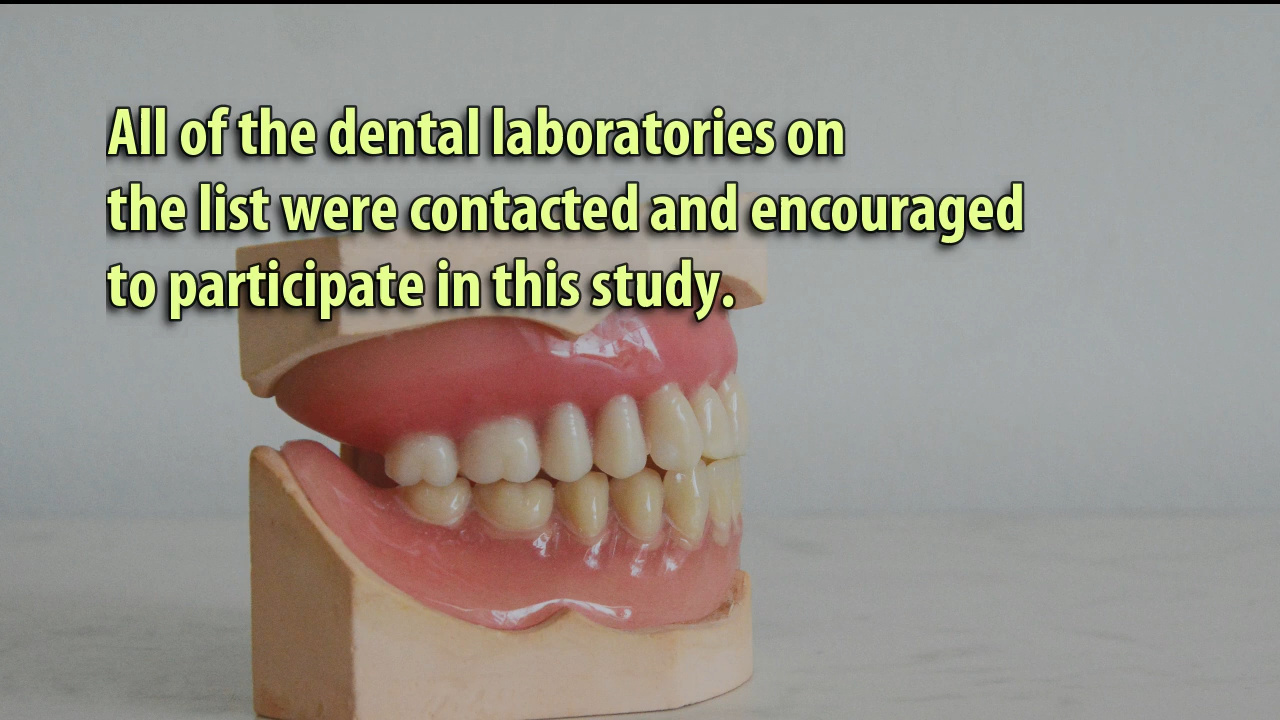 All of the dental laboratories on
the list were contacted and encouraged
to participate in this study.